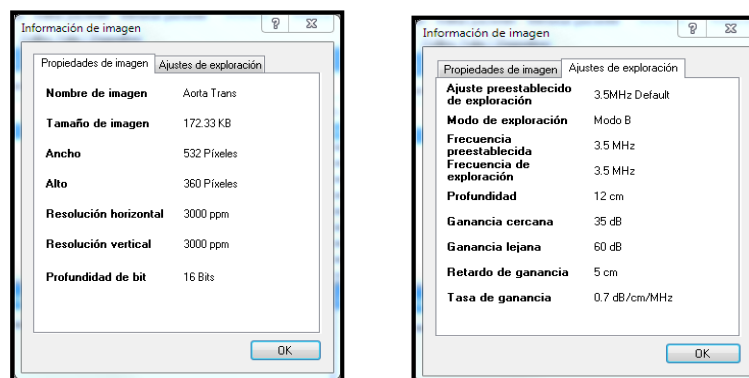 Información de imagen
Propiedades de imagen Ajustes de exploración
Nombre de imagen Aorta Trans
Tamaño de imagen 172.33 KB
Ancho 532 Píxeles
Alto 360 Píxeles
Resolución horizontal 3000 ppm
Resolución vertical 3000 ppm
Profundidad de bit 16 Bits
OK
Información de imagen
Propiedades de imagen Ajustes de exploración
Ajuste preestablecido
de exploración 3.5MHz Default
Modo de exploración Modo B
Frecuencia
preestablecida 3.5 MHz
Frecuencia de
exploración 3.5 MHz
Profundidad 12 cm
Ganancia cercana 35 dB
Ganancia lejana 60 dB
Retardo de ganancia 5 cm
Tasa de ganancia 0.7 dB/cm/MHz
OK